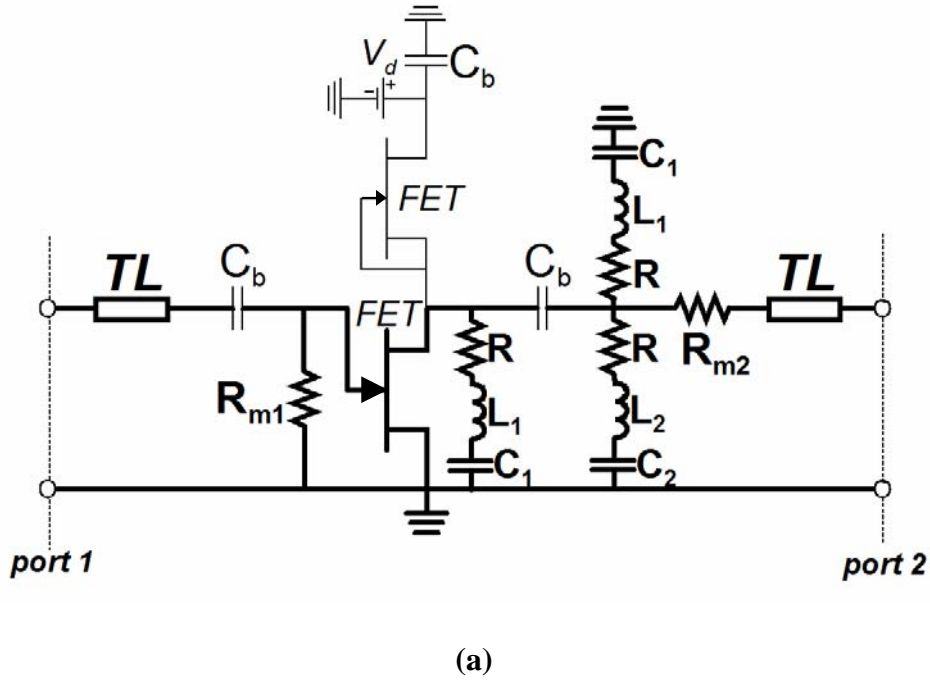 V_d
C_b
- +
C_1
FET
L_1
R
TL
C_b
C_b
TL
FET
R
R
R_m2
R_m1
L_1
L_2
C_1
C_2
port 1
port 2
(a)